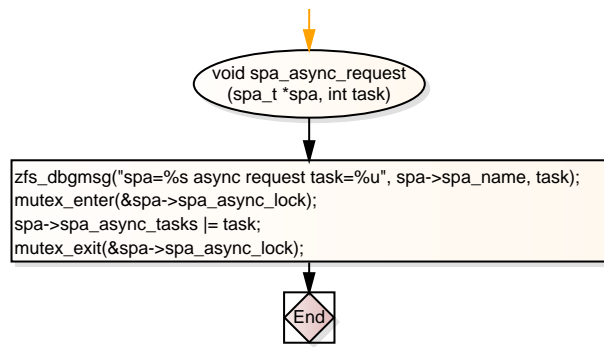 void spa_async_request
(spa_t *spa, int task)
zfs_dbgmsg("spa=%s async request task=%u", spa->spa_name, task);
mutex_enter(&spa->spa_async_lock);
spa->spa_async_tasks |= task;
mutex_exit(&spa->spa_async_lock);
End